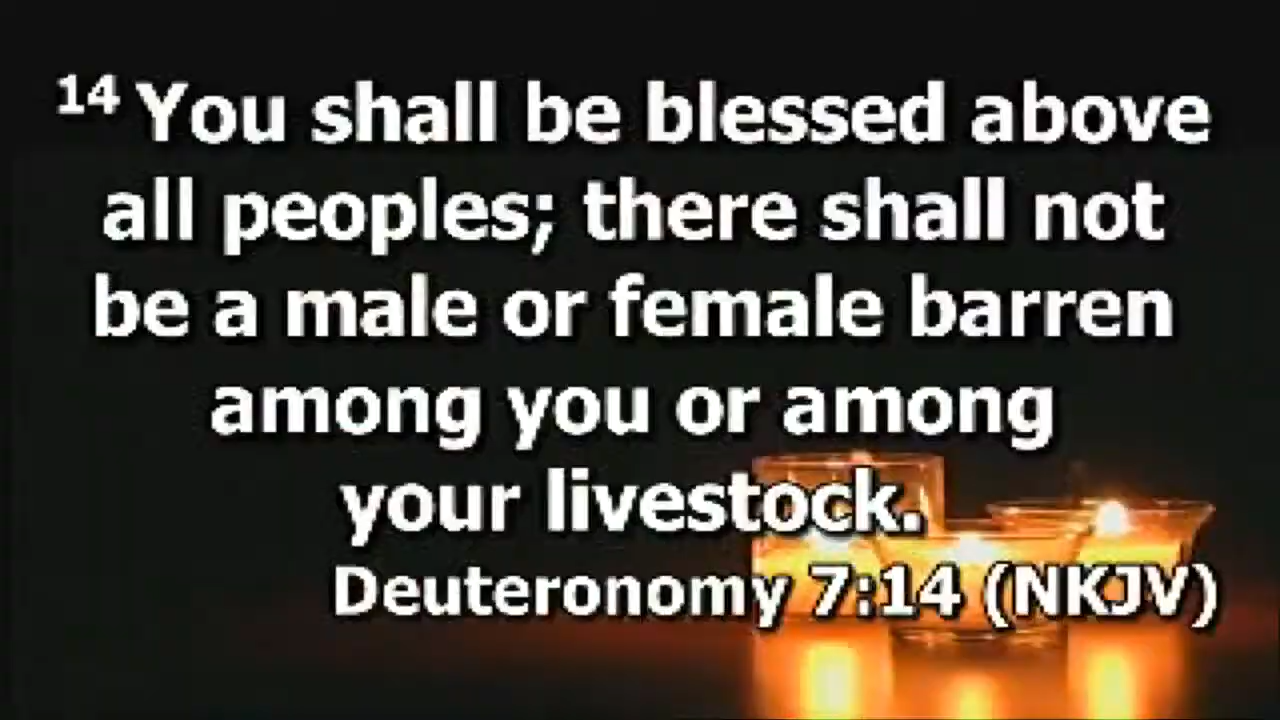 14 You shall be blessed above
all peoples; there shall not
be a male or female barren
among you or among
your livestock.
Deuteronomy 7:14 (NKJV)